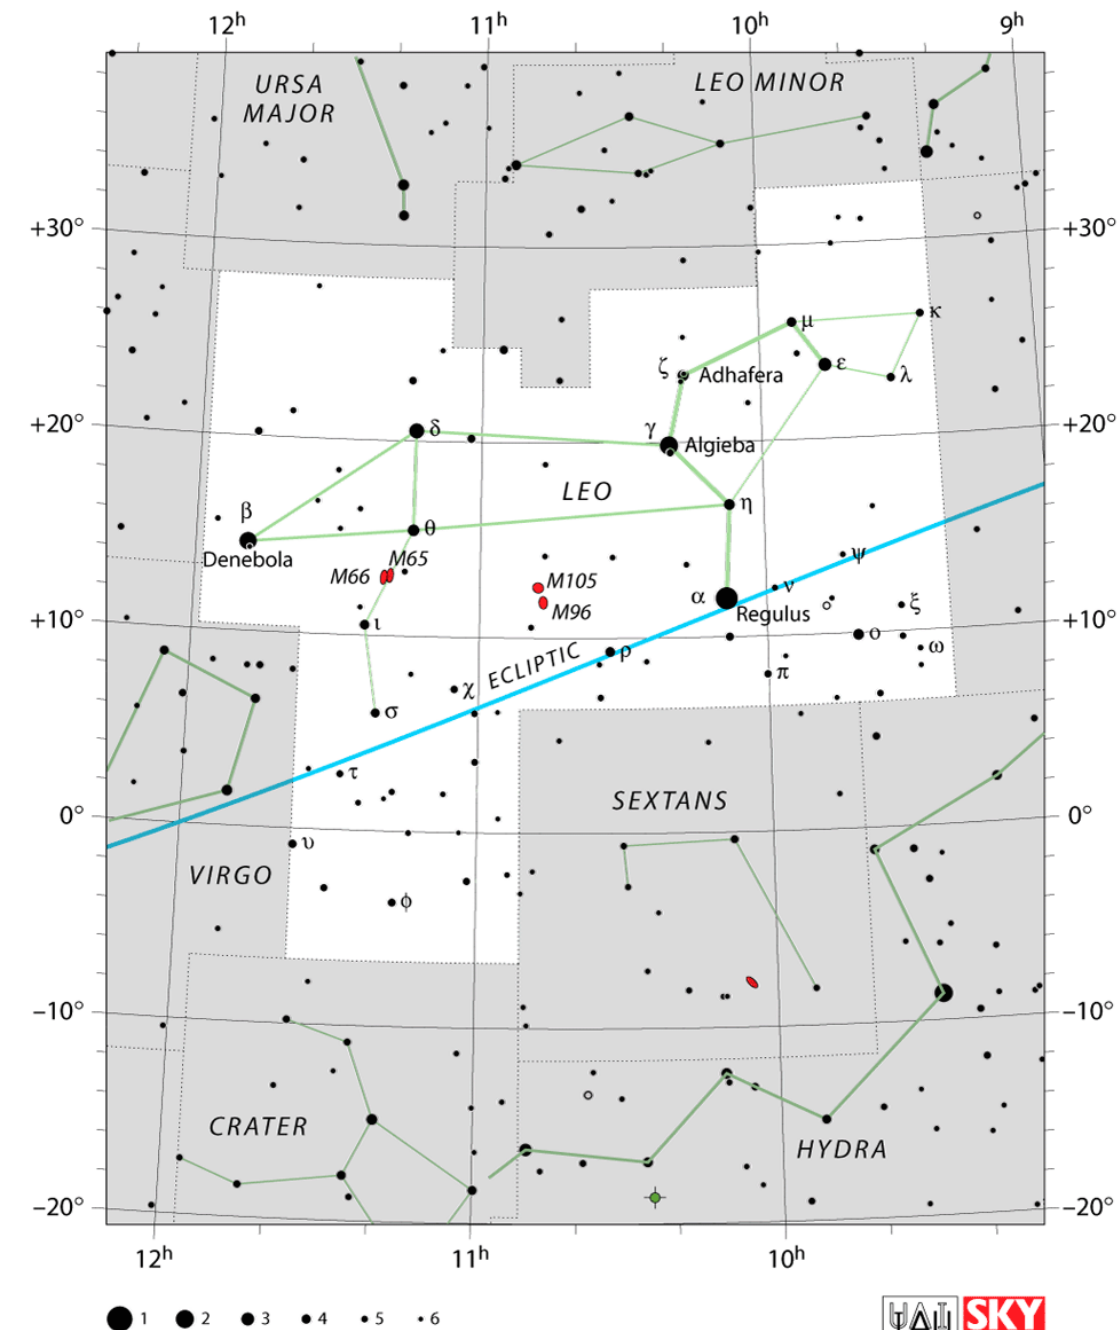 12h 11h 10h 9h
URSA
MAJOR
LEO MINOR
+30° +30°
κ
μ
ζ Adhafera ε λ
+20° +20°
δ γ Algieba
LEO
η
β
θ
Denebola
M65 ψ
M66 M105 ν
α ξ
M96 Regulus
+10° +10°
ι ο
ρ ω
ECLIPTIC
π
χ
σ
τ
SEXTANS
0° 0°
υ
VIRGO
ϕ
−10° −10°
CRATER
HYDRA
−20° −20°
12h 11h 10h
1 2 3 4 5 6
SKY